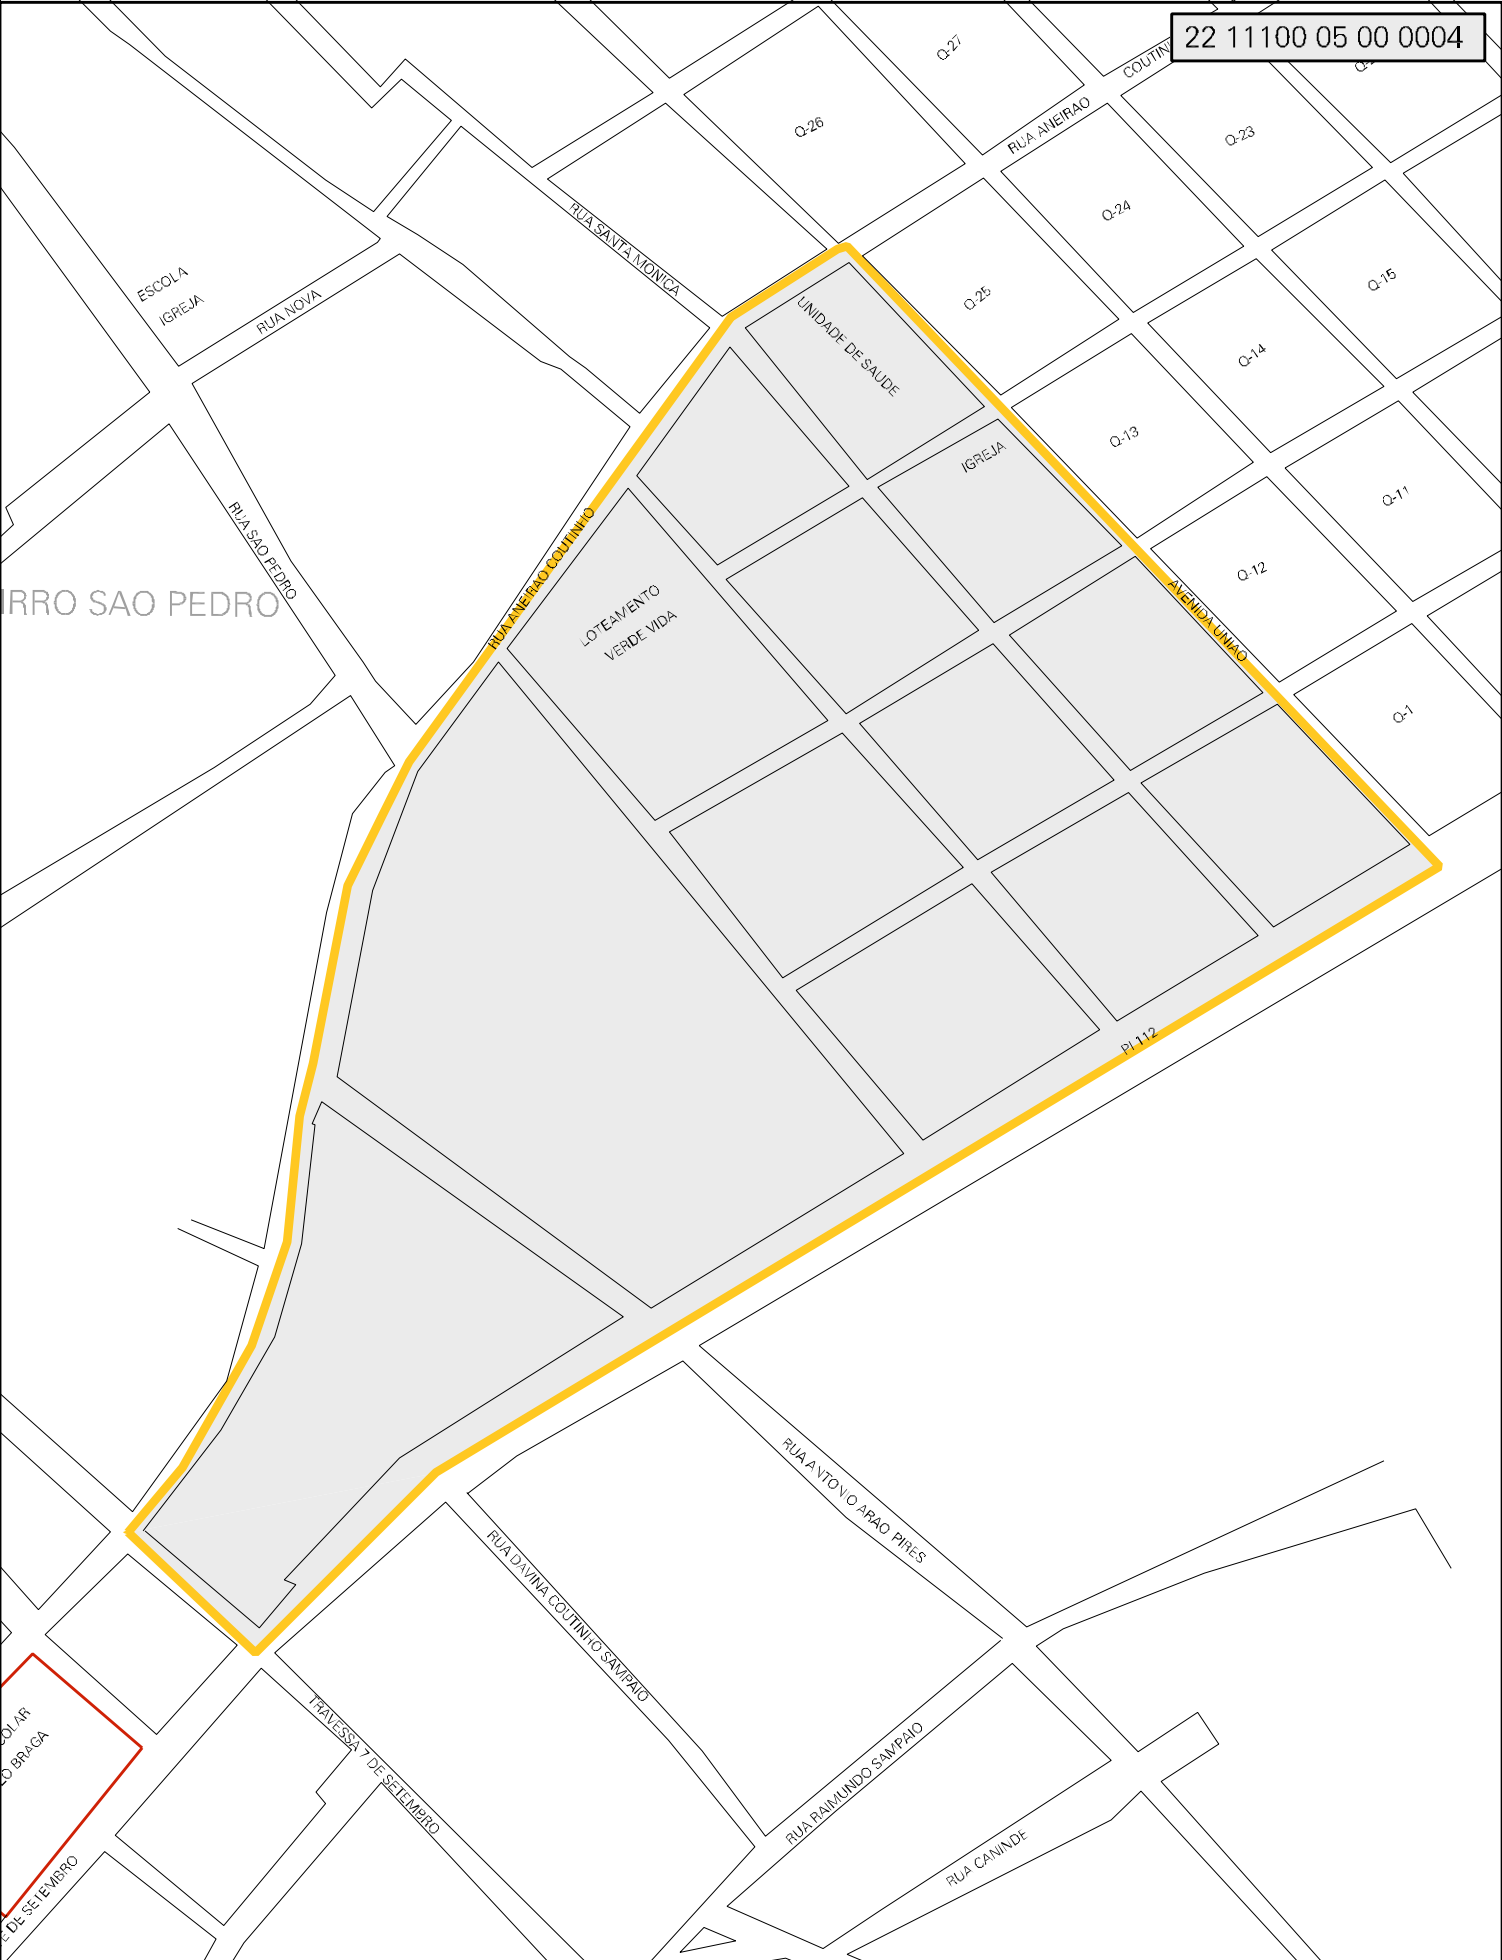 22 11100 05 00 0004
Q-27
RUA ANEIRAO
Q-26
Q-23
Q-24
RUA SANTA MONICA
ESCOLA
IGREJA
RUA NOVA
Q-25
UNIDADE DE SAUDE
Q-15
Q-14
Q-13
IGREJA
Q-11
RUA SAO PEDRO
RUA ANEIRAO COUTINHO
Q-12
IRRO SAO PEDRO
LOTEAMENTO
VERDE VIDA
AVENIDA UNIAO
Q-1
PI 112
RUA ANTONIO ARAO PIRES
RUA DAVINA COUTINHO SAMPAIO
TRAVESSA 7 DE SETEMBRO
RUA RAIMUNDO SAMPAIO
RUA CANINDE
OLAR
O BRAGA
E DE SETEMBRO